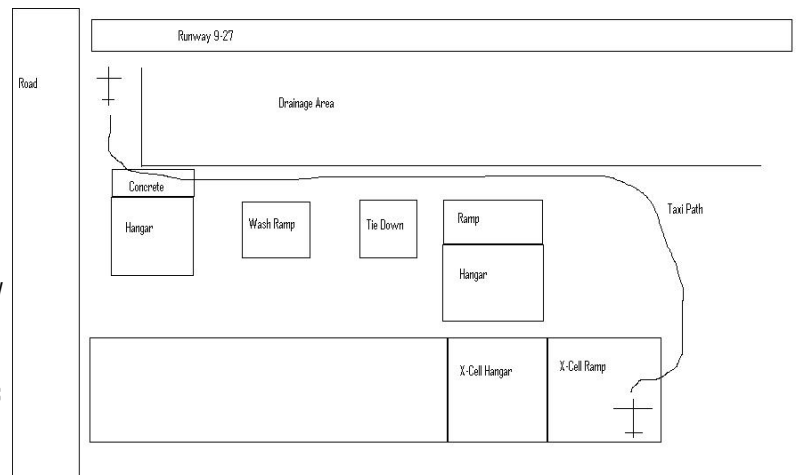 Runway 9-27
Road
Drainage Area
Concrete
Hangar
Wash Ramp
Tie Down
Ramp
Taxi Path
Hangar
X-Cell Hangar
X-Cell Ramp